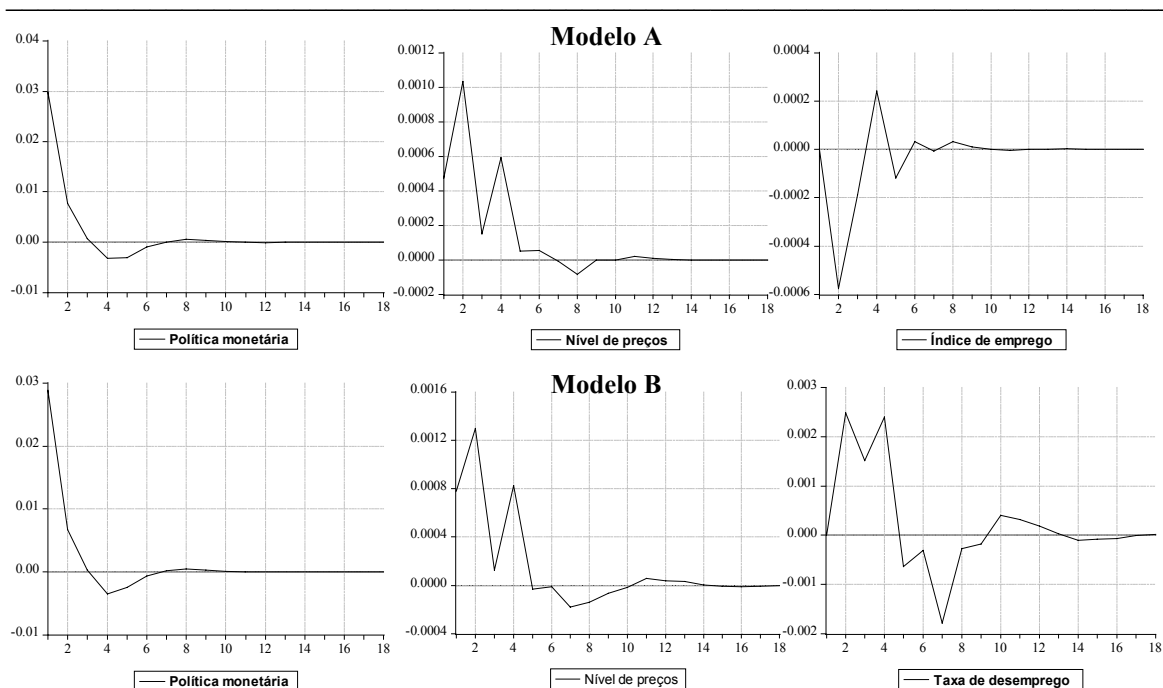 Modelo A
0.04
0.03
0.02
0.01
0.00
-0.01
2 4 6 8 10 12 14 16 18
Política monetária
0.0012
0.0010
0.0008
0.0006
0.0004
0.0002
0.0000
-0.0002
2 4 6 8 10 12 14 16 18
Nível de preços
0.0004
0.0002
0.0000
-0.0002
-0.0004
-0.0006
2 4 6 8 10 12 14 16 18
Índice de emprego
Modelo B
0.03
0.02
0.01
0.00
-0.01
2 4 6 8 10 12 14 16 18
Política monetária
0.0016
0.0012
0.0008
0.0004
0.0000
-0.0004
2 4 6 8 10 12 14 16 18
Nível de preços
0.003
0.002
0.001
0.000
-0.001
-0.002
2 4 6 8 10 12 14 16 18
Taxa de desemprego